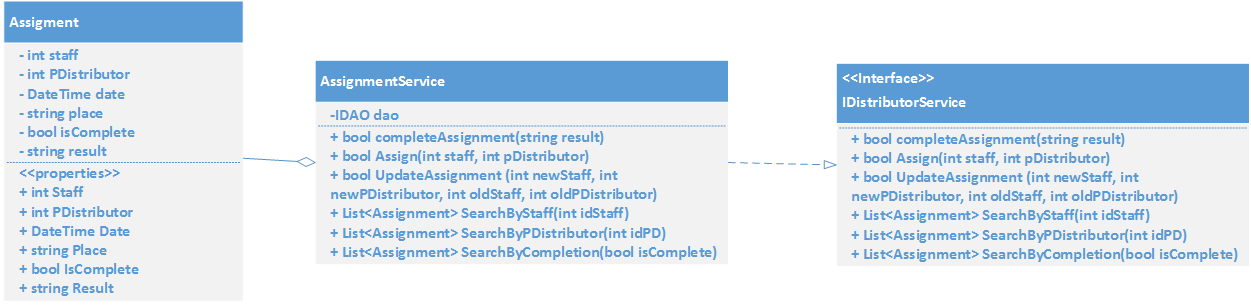 Assigment
- int staff
- int PDistributor
- DateTime date
- string place
- bool isComplete
- string result
<<properties>>
+ int Staff
+ int PDistributor
+ DateTime Date
+ string Place
+ bool IsComplete
+ string Result
AssignmentService
-IDAO dao
+ bool completeAssignment(string result)
+ bool Assign(int staff, int pDistributor)
+ bool UpdateAssignment (int newStaff, int
newPDistributor, int oldStaff, int oldPDistributor)
+ List<Assignment> SearchByStaff(int idStaff)
+ List<Assignment> SearchByPDistributor(int idPD)
+ List<Assignment> SearchByCompletion(bool isComplete)
<<Interface>>
IDistributorService
+ bool completeAssignment(string result)
+ bool Assign(int staff, int pDistributor)
+ bool UpdateAssignment (int newStaff, int
newPDistributor, int oldStaff, int oldPDistributor)
+ List<Assignment> SearchByStaff(int idStaff)
+ List<Assignment> SearchByPDistributor(int idPD)
+ List<Assignment> SearchByCompletion(bool isComplete)